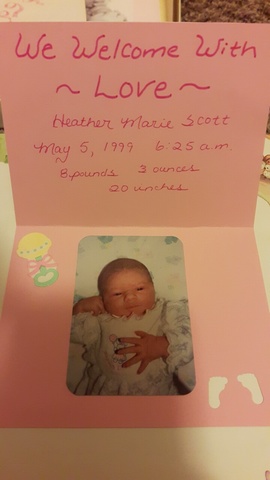 We Welcome With
~ Love ~
Heather Marie Scott
May 5, 1999 6:25 a.m.
8 pounds 3 ounces
20 inches